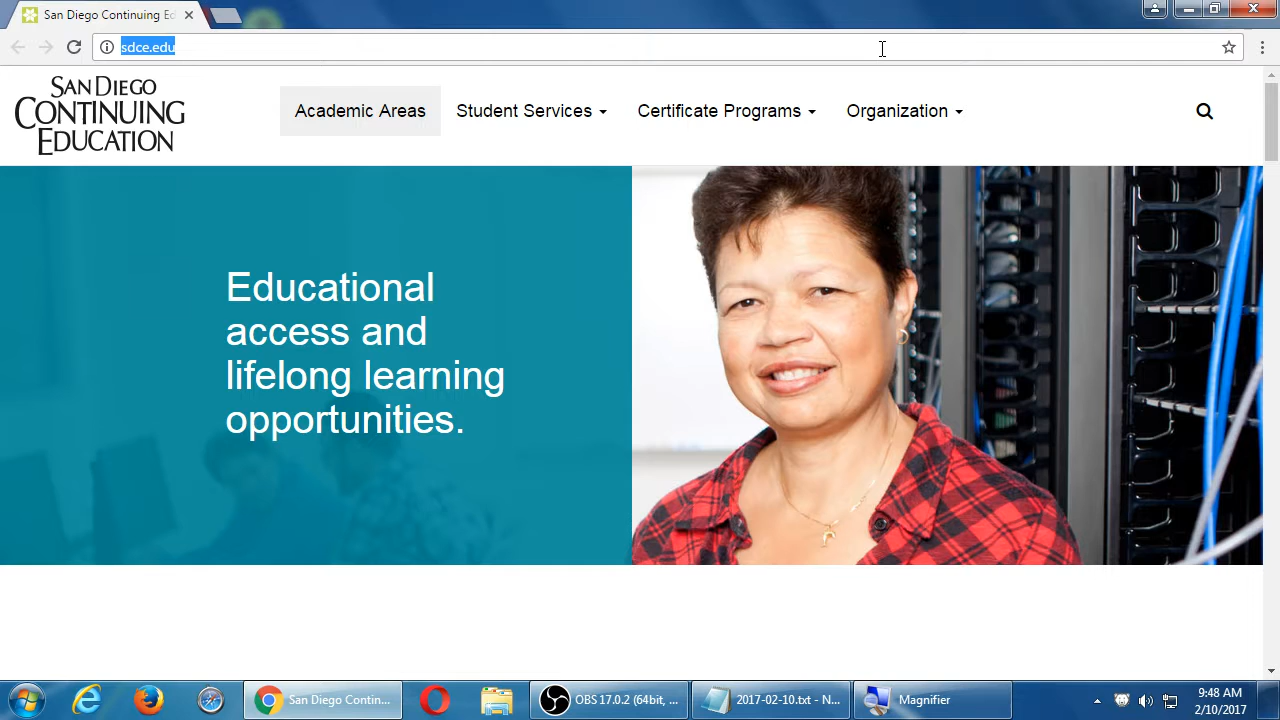 San Diego Continuing Ed
sdce.edu
SAN DIEGO
CONTINUING
EDUCATION
Academic Areas
Student Services
Certificate Programs
Organization
Educational
access and
lifelong learning
opportunities.
San Diego Contin...
OBS 17.0.2 (64bit, ...
2017-02-10.txt - N...
Magnifier
9:48 AM
2/10/2017